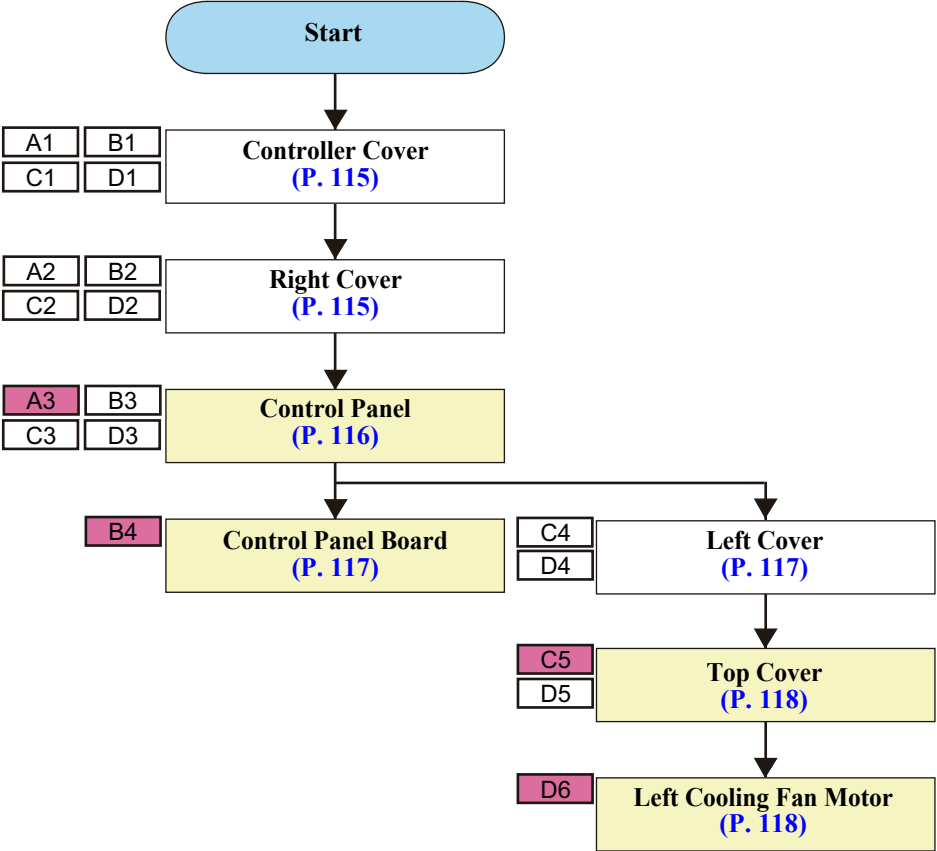 Start
A1 B1
C1 D1
Controller Cover
(P. 115)
A2 B2
C2 D2
Right Cover
(P. 115)
A3 B3
C3 D3
Control Panel
(P. 116)
B4
Control Panel Board
(P. 117)
C4
D4
Left Cover
(P. 117)
C5
D5
Top Cover
(P. 118)
D6
Left Cooling Fan Motor
(P. 118)